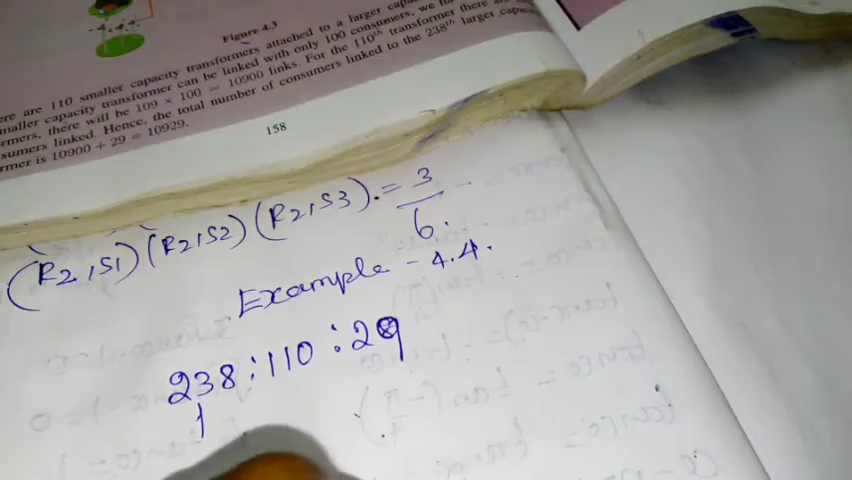 Figure 4.3
ere are 110 smaller capacity transformers attached to a larger capa
maller capacity transformer can be linked with only 100 consumers, we ha
rmers, there will be 109 × 100 = 10900 links. For the 110th transformer there are
sumers linked. Hence, the total number of consumers linked to the 238th larger capac
rmer is 10900 + 29 = 10929.
158
(R2,S1) (R2,S2) (R2,S3). = 3/6.
Example - 4.4.
238 : 110 : 29
1